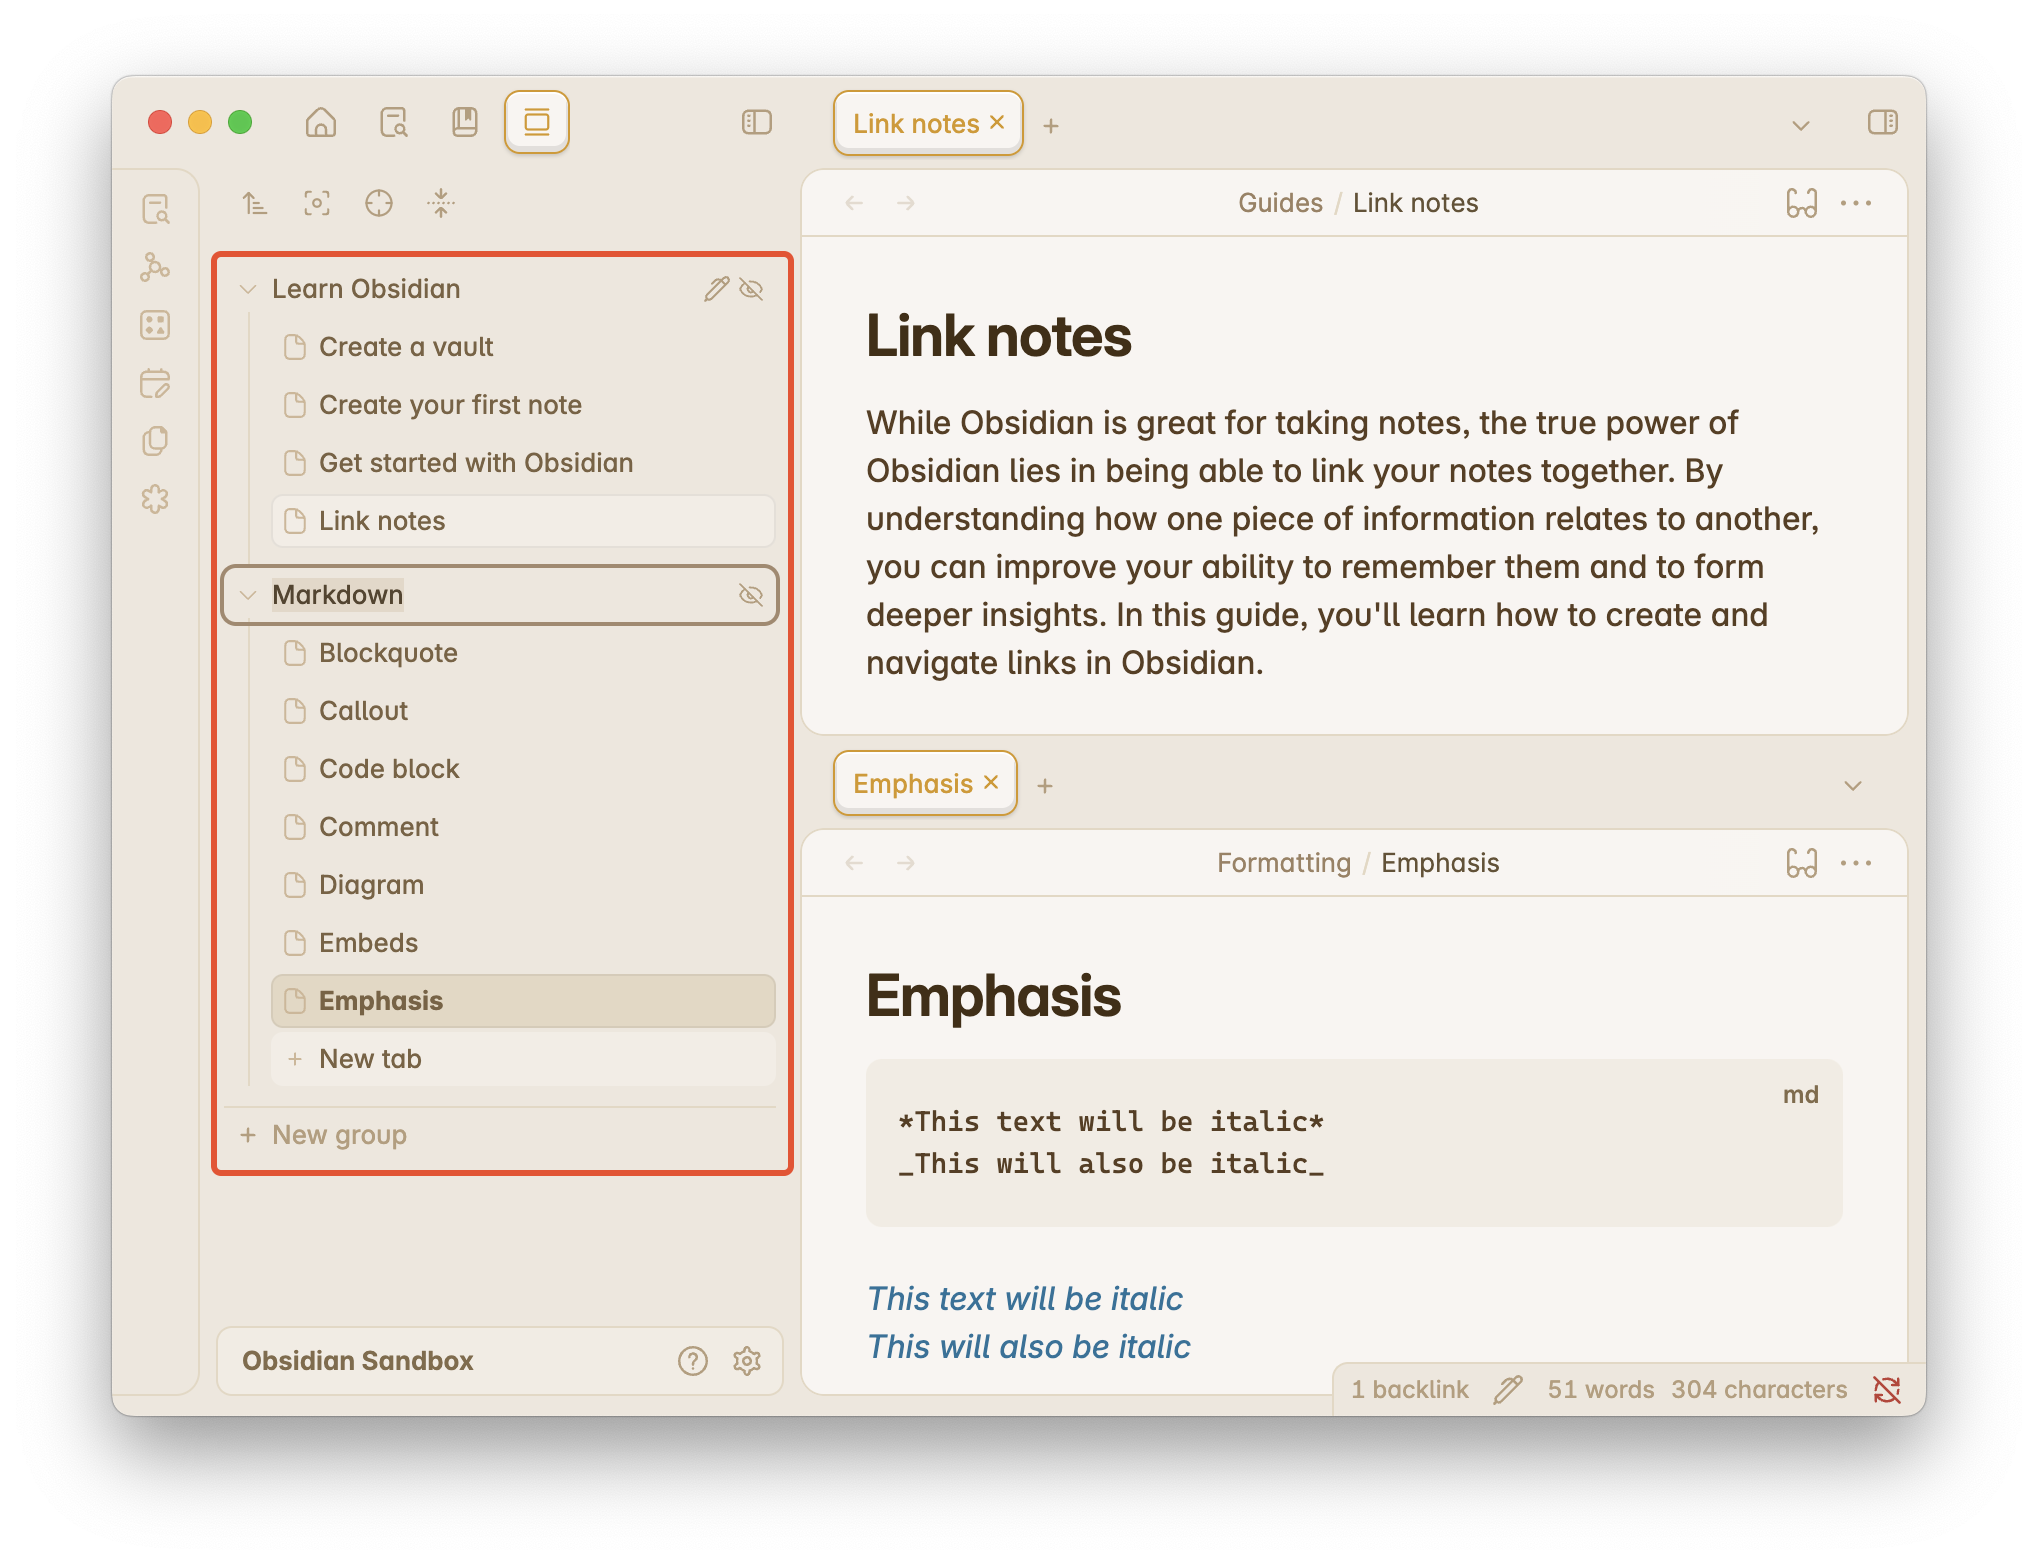 Link notes
Guides / Link notes
Learn Obsidian
Create a vault
Create your first note
Get started with Obsidian
Link notes
Markdown
Blockquote
Callout
Code block
Comment
Diagram
Embeds
Emphasis
New tab
New group
Obsidian Sandbox
Link notes
While Obsidian is great for taking notes, the true power of
Obsidian lies in being able to link your notes together. By
understanding how one piece of information relates to another,
you can improve your ability to remember them and to form
deeper insights. In this guide, you'll learn how to create and
navigate links in Obsidian.
Emphasis
Formatting / Emphasis
Emphasis
md
*This text will be italic*
_This will also be italic_
This text will be italic
This will also be italic
1 backlink 51 words 304 characters